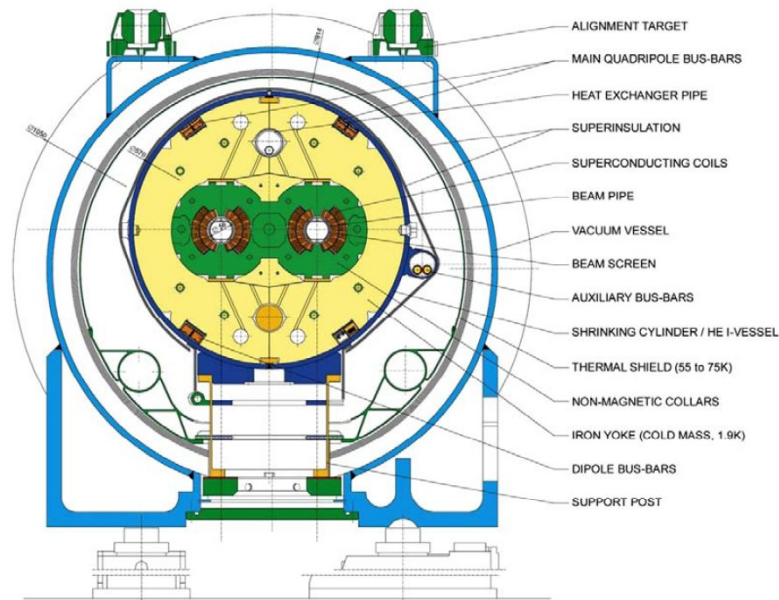 ALIGNMENT TARGET
MAIN QUADRIPOLE BUS-BARS
HEAT EXCHANGER PIPE
SUPERINSULATION
SUPERCONDUCTING COILS
BEAM PIPE
VACUUM VESSEL
BEAM SCREEN
AUXILIARY BUS-BARS
SHRINKING CYLINDER / HE I-VESSEL
THERMAL SHIELD (55 to 75K)
NON-MAGNETIC COLLARS
IRON YOKE (COLD MASS, 1.9K)
DIPOLE BUS-BARS
SUPPORT POST